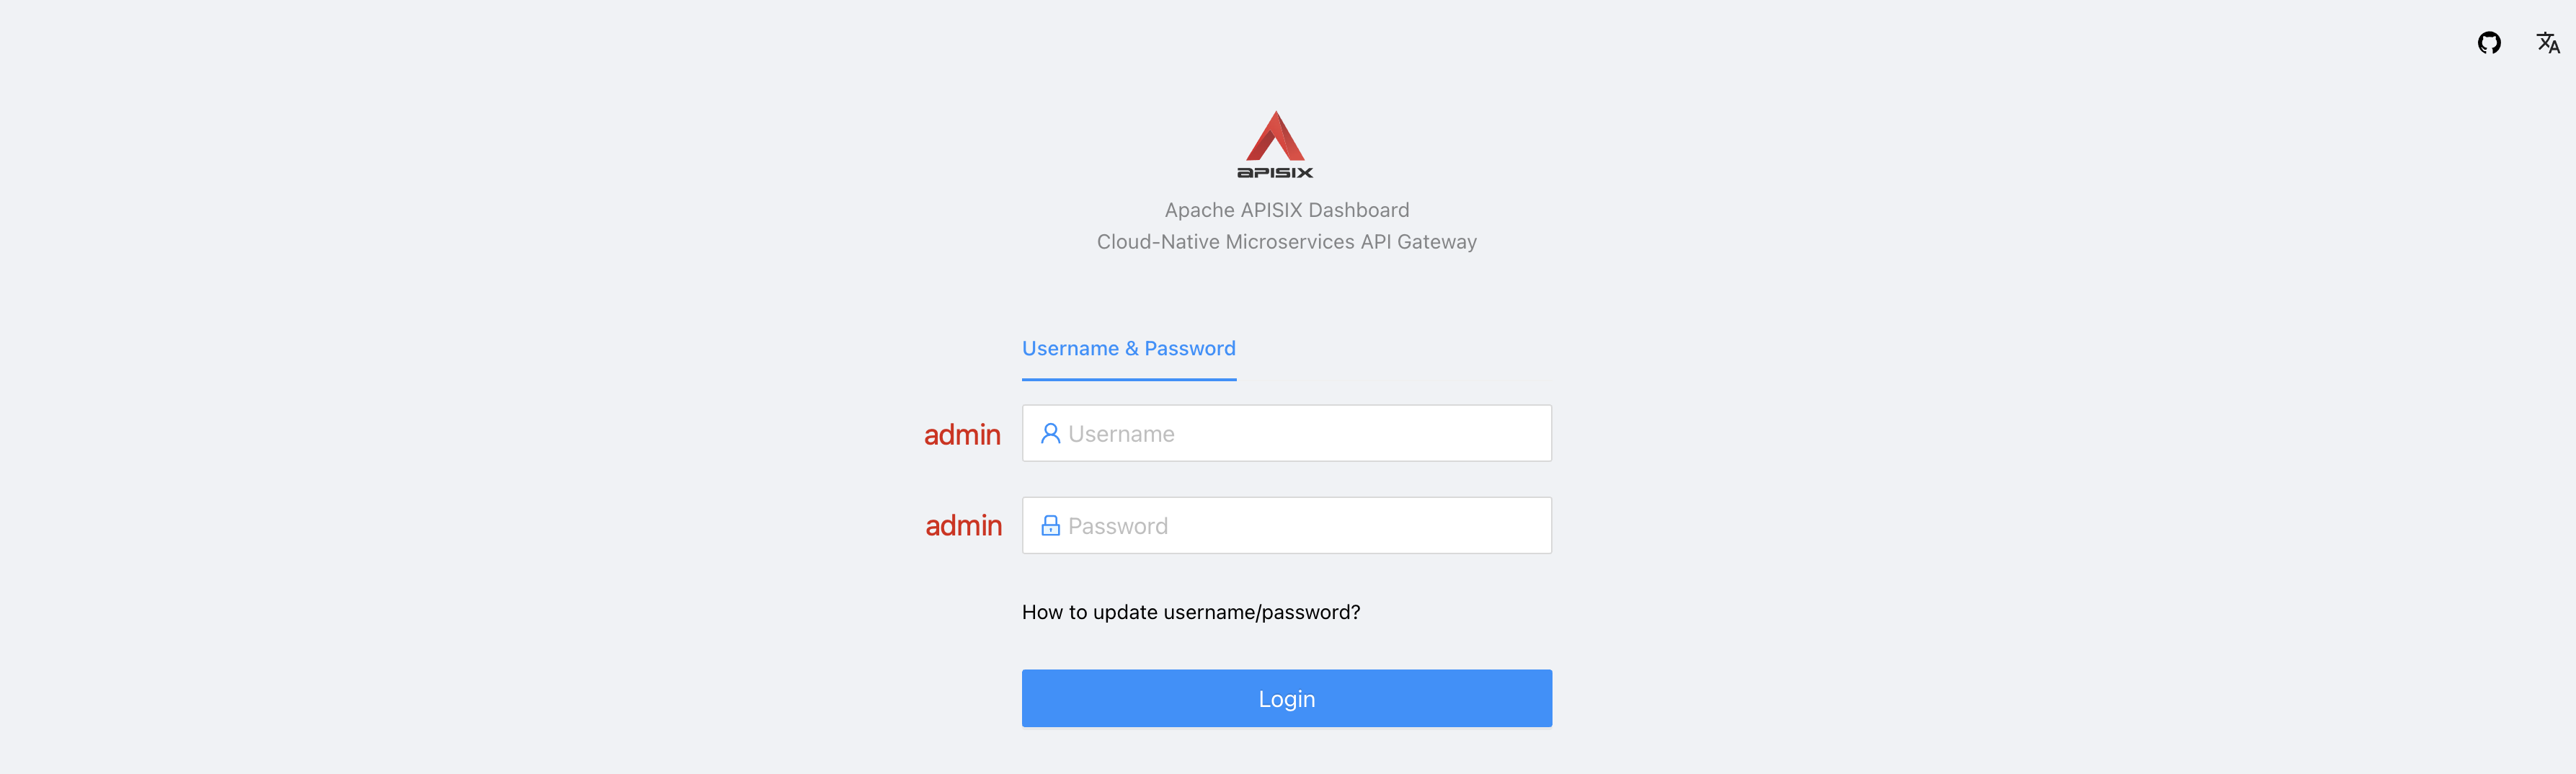 APISIX
Apache APISIX Dashboard
Cloud-Native Microservices API Gateway
Username & Password
admin Username
admin Password
How to update username/password?
Login